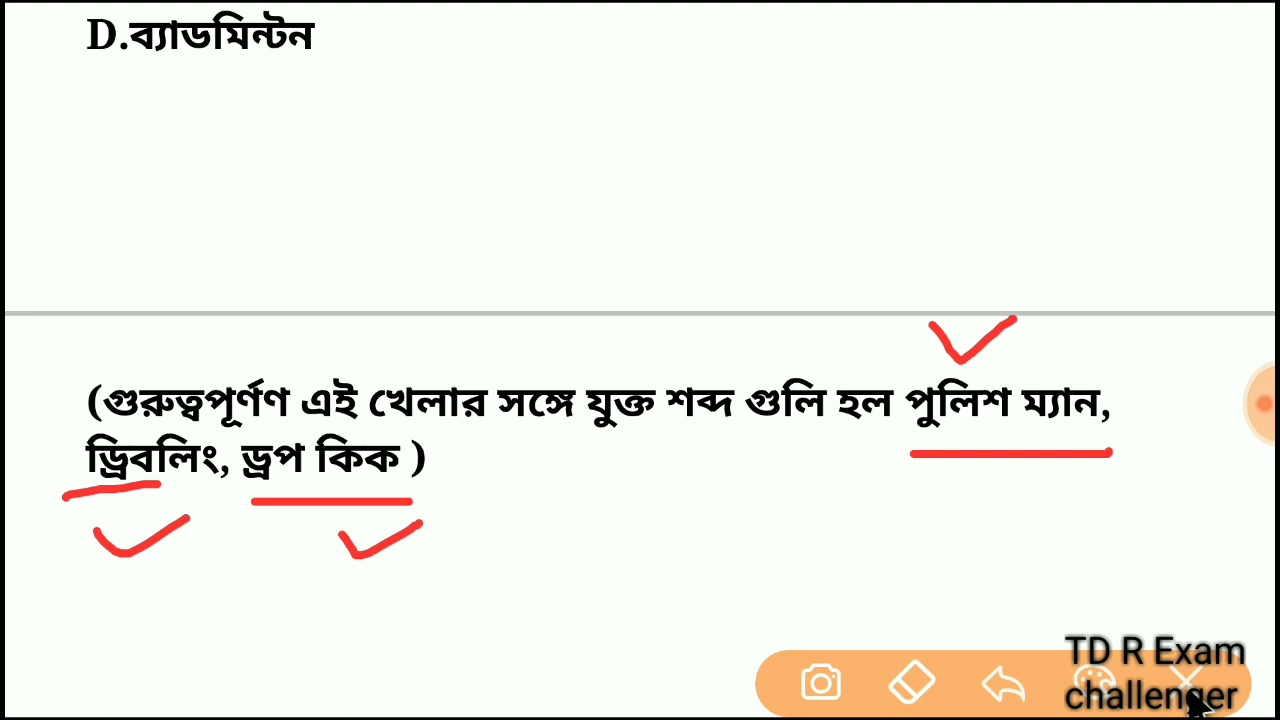 D.ব্যাডমিন্টন
(গুরুত্বপূর্ণণ এই খেলার সঙ্গে যুক্ত শব্দ গুলি হল পুলিশ ম্যান,
ড্রিবলিং, ড্রপ কিক )
TD R Exam
challenger